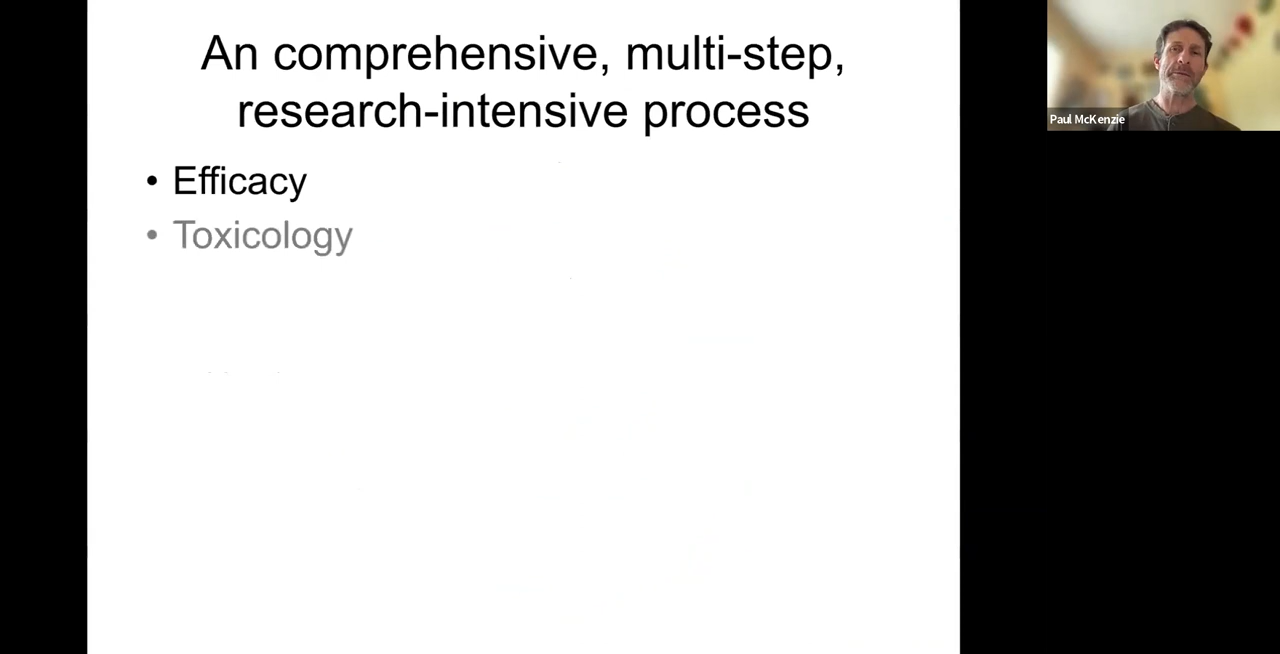 An comprehensive, multi-step,
research-intensive process
• Efficacy
• Toxicology
Paul McKenzie